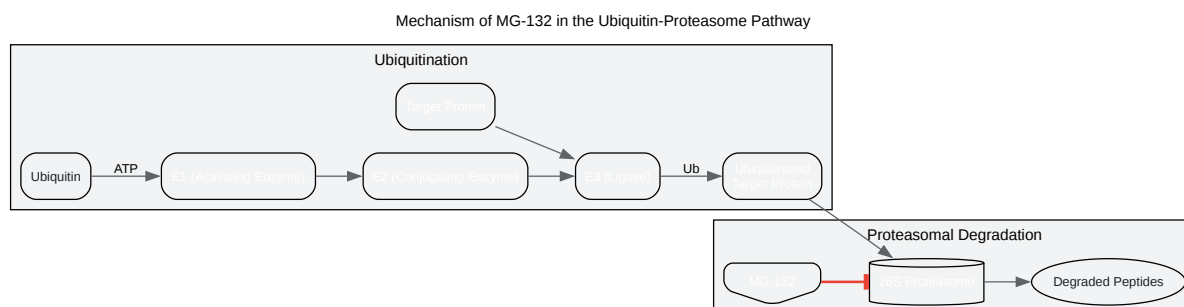 Mechanism of MG-132 in the Ubiquitin-Proteasome Pathway
Ubiquitination
Target Protein
Ubiquitin
ATP
E1 (Activating Enzyme)
E2 (Conjugating Enzyme)
E3 (Ligase)
Ub
Ubiquitinated
Target Protein
Proteasomal Degradation
MG-132
26S Proteasome
Degraded Peptides